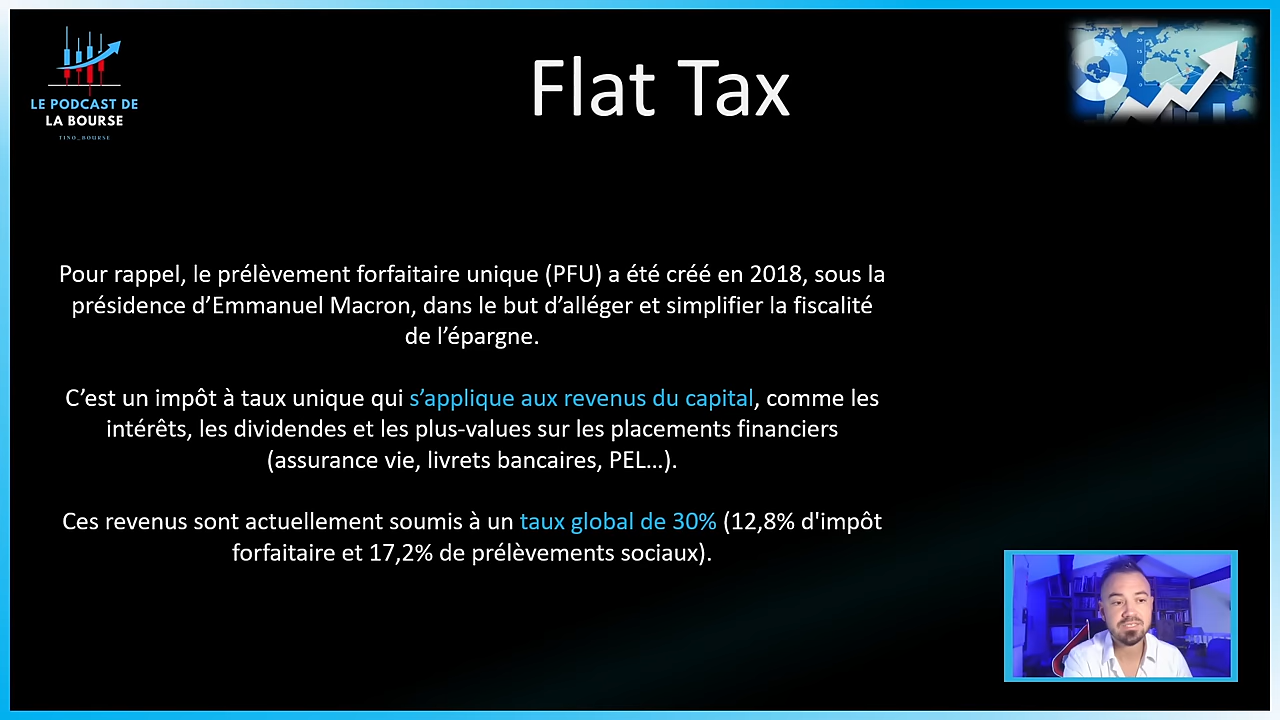 LE PODCAST DE
LA BOURSE
TINO_BOURSE
Flat Tax
Pour rappel, le prélèvement forfaitaire unique (PFU) a été créé en 2018, sous la
présidence d’Emmanuel Macron, dans le but d’alléger et simplifier la fiscalité
de l’épargne.
C’est un impôt à taux unique qui s’applique aux revenus du capital, comme les
intérêts, les dividendes et les plus-values sur les placements financiers
(assurance vie, livrets bancaires, PEL…).
Ces revenus sont actuellement soumis à un taux global de 30% (12,8% d'impôt
forfaitaire et 17,2% de prélèvements sociaux).